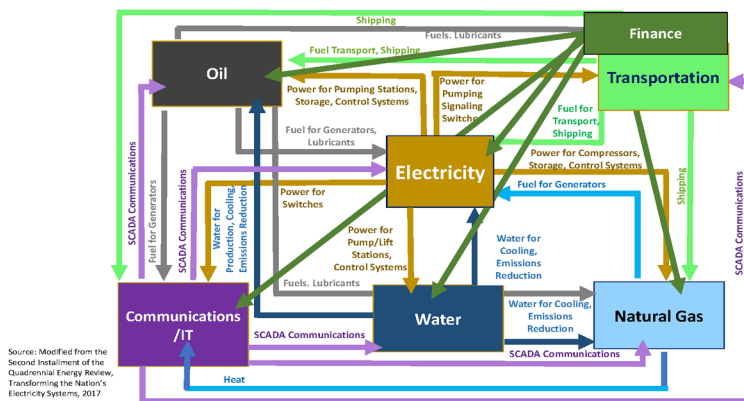 Shipping
Finance
Fuels. Lubricants
Oil
Fuel Transport, Shipping
Transportation
Power for Pumping Stations,
Storage, Control Systems
Power for
Pumping
Signaling
Switches
Fuel for
Transport,
Shipping
Fuel for Generators,
Lubricants
Electricity
Power for Compressors,
Storage, Control Systems
Fuel for Generators
SCADA Communications
Fuel for Generators
SCADA Communications
Water for
Production, Cooling,
Emissions Reduction
Power for
Switches
Shipping
SCADA Communications
Power for
Pump/Lift
Stations,
Control Systems
Water for
Cooling,
Emissions
Reduction
Fuels. Lubricants
Communications
/IT
Water
Water for Cooling,
Emissions
Reduction
Natural Gas
SCADA Communications
SCADA Communications
Heat
Source: Modified from the
Second Installment of the
Quadrennial Energy Review,
Transforming the Nation's
Electricity Systems, 2017